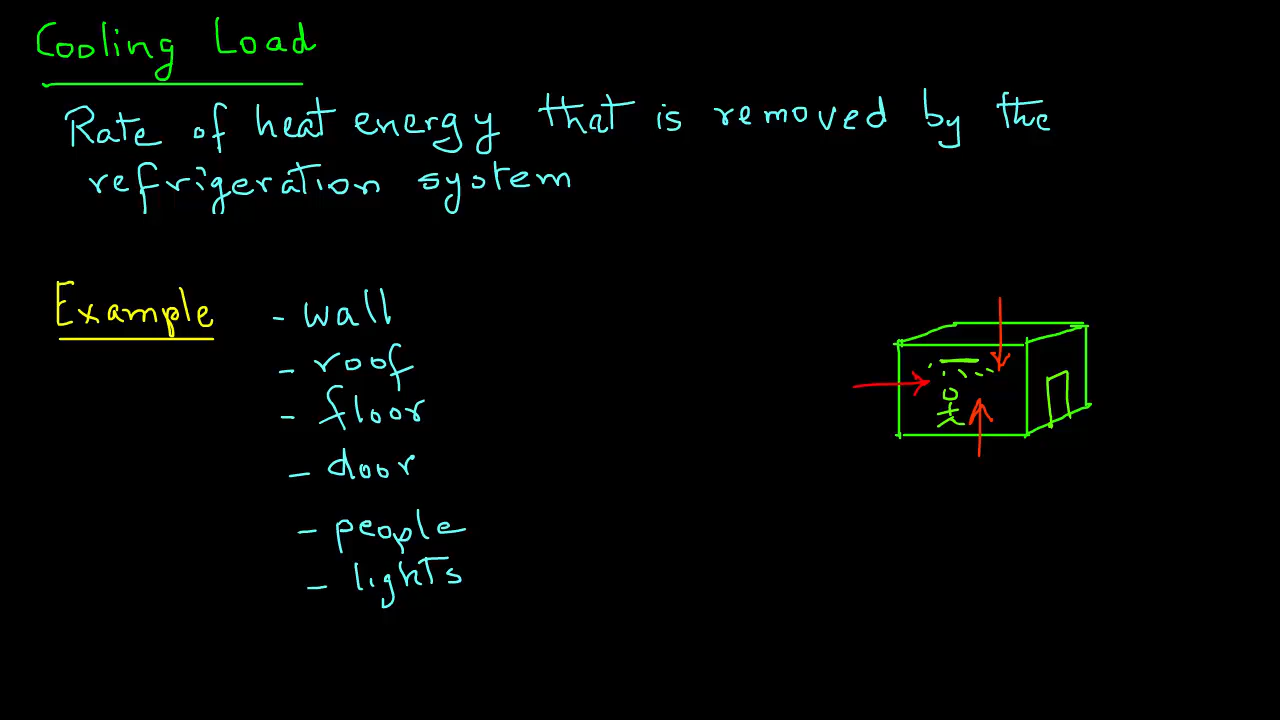 Cooling Load
Rate of heat energy that is removed by the
refrigeration system
Example
- wall
- roof
- floor
- door
- people
- lights